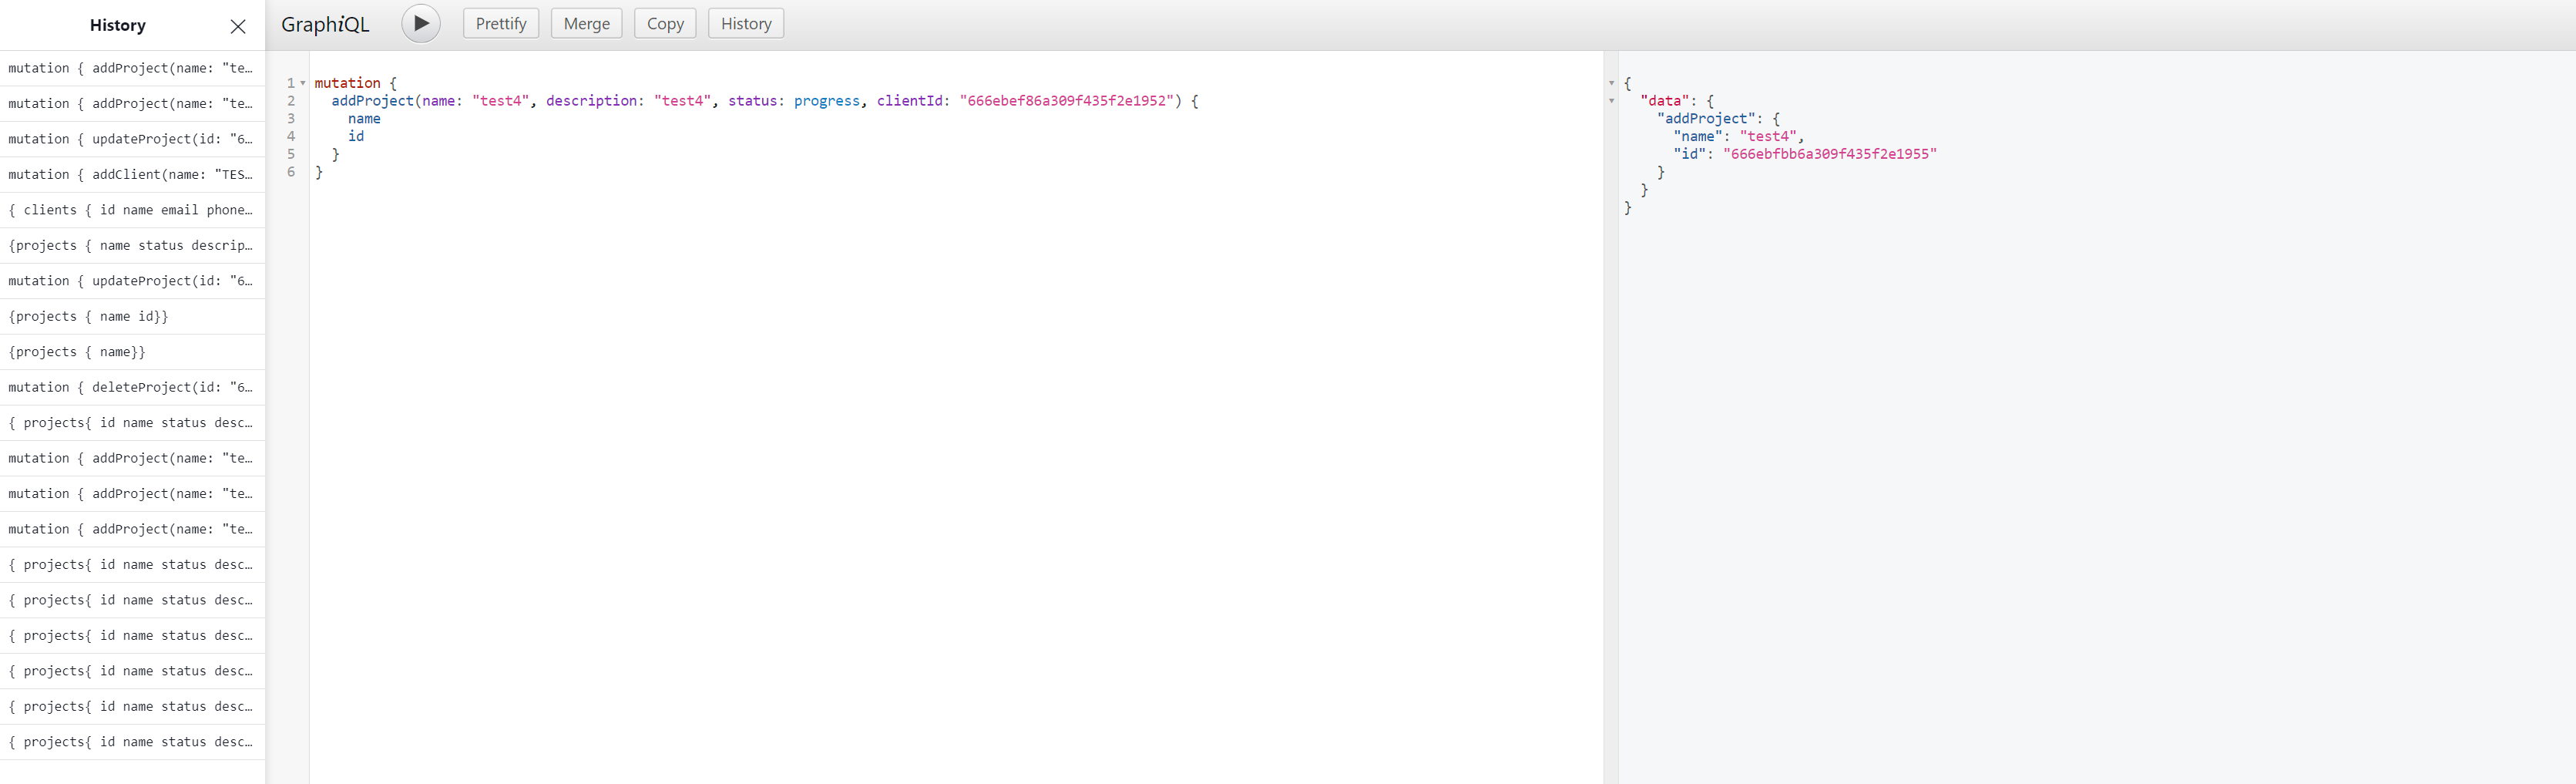 History
mutation { addProject(name: "te…
mutation { addProject(name: "te…
mutation { updateProject(id: "6…
mutation { addClient(name: "TES…
{ clients { id name email phone…
{projects { name status descrip…
mutation { updateProject(id: "6…
{projects { name id}}
{projects { name}}
mutation { deleteProject(id: "6…
{ projects{ id name status desc…
mutation { addProject(name: "te…
mutation { addProject(name: "te…
mutation { addProject(name: "te…
{ projects{ id name status desc…
{ projects{ id name status desc…
{ projects{ id name status desc…
{ projects{ id name status desc…
{ projects{ id name status desc…
{ projects{ id name status desc…
GraphiQL Prettify Merge Copy History
1 mutation {
2 addProject(name: "test4", description: "test4", status: progress, clientId: "666ebef86a309f435f2e1952") {
3 name
4 id
5 }
6 }
{
"data": {
"addProject": {
"name": "test4",
"id": "666ebfbb6a309f435f2e1955"
}
}
}